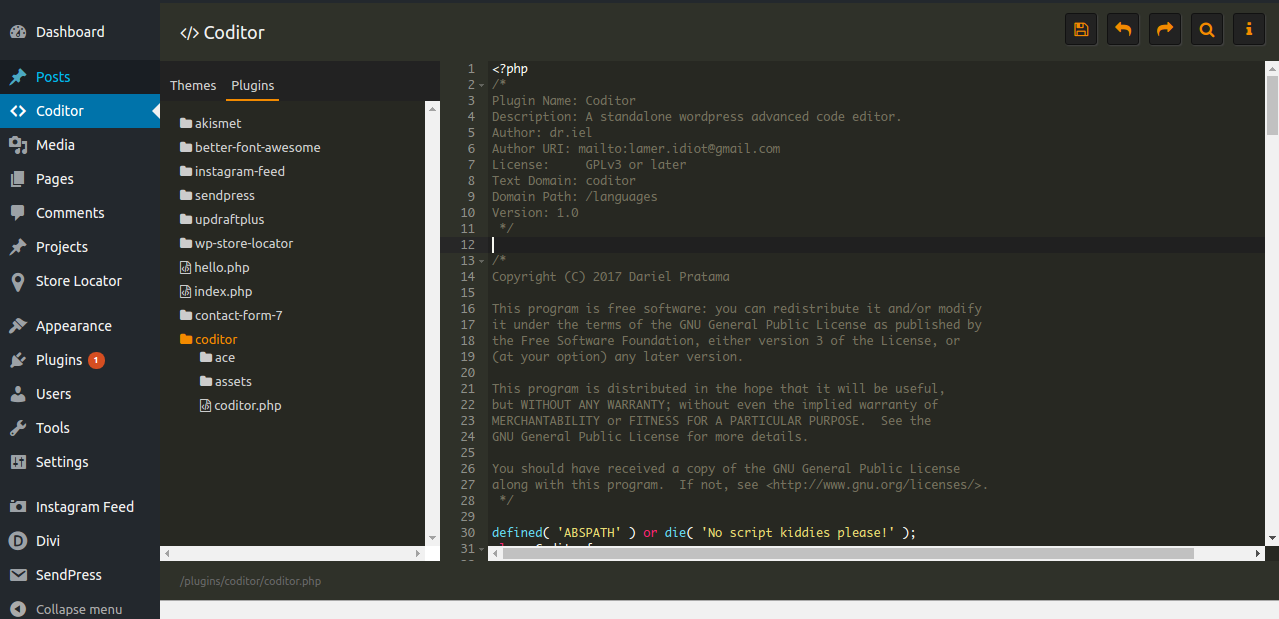 Dashboard
Posts
Coditor
Media
Pages
Comments
Projects
Store Locator
Appearance
Plugins 1
Users
Tools
Settings
Instagram Feed
Divi
SendPress
Collapse menu
</> Coditor
Themes Plugins
akismet
better-font-awesome
instagram-feed
sendpress
updraftplus
wp-store-locator
hello.php
index.php
contact-form-7
coditor
ace
assets
coditor.php
1 <?php
2 /*
3 Plugin Name: Coditor
4 Description: A standalone wordpress advanced code editor.
5 Author: dr.iel
6 Author URI: mailto:lamer.idiot@gmail.com
7 License:     GPLv3 or later
8 Text Domain: coditor
9 Domain Path: /languages
10 Version: 1.0
11  */
12
13 /*
14 Copyright (C) 2017 Dariel Pratama
15
16 This program is free software: you can redistribute it and/or modify
17 it under the terms of the GNU General Public License as published by
18 the Free Software Foundation, either version 3 of the License, or
19 (at your option) any later version.
20
21 This program is distributed in the hope that it will be useful,
22 but WITHOUT ANY WARRANTY; without even the implied warranty of
23 MERCHANTABILITY or FITNESS FOR A PARTICULAR PURPOSE.  See the
24 GNU General Public License for more details.
25
26 You should have received a copy of the GNU General Public License
27 along with this program.  If not, see <http://www.gnu.org/licenses/>.
28  */
29
30 defined( 'ABSPATH' ) or die( 'No script kiddies please!' );
31
/plugins/coditor/coditor.php